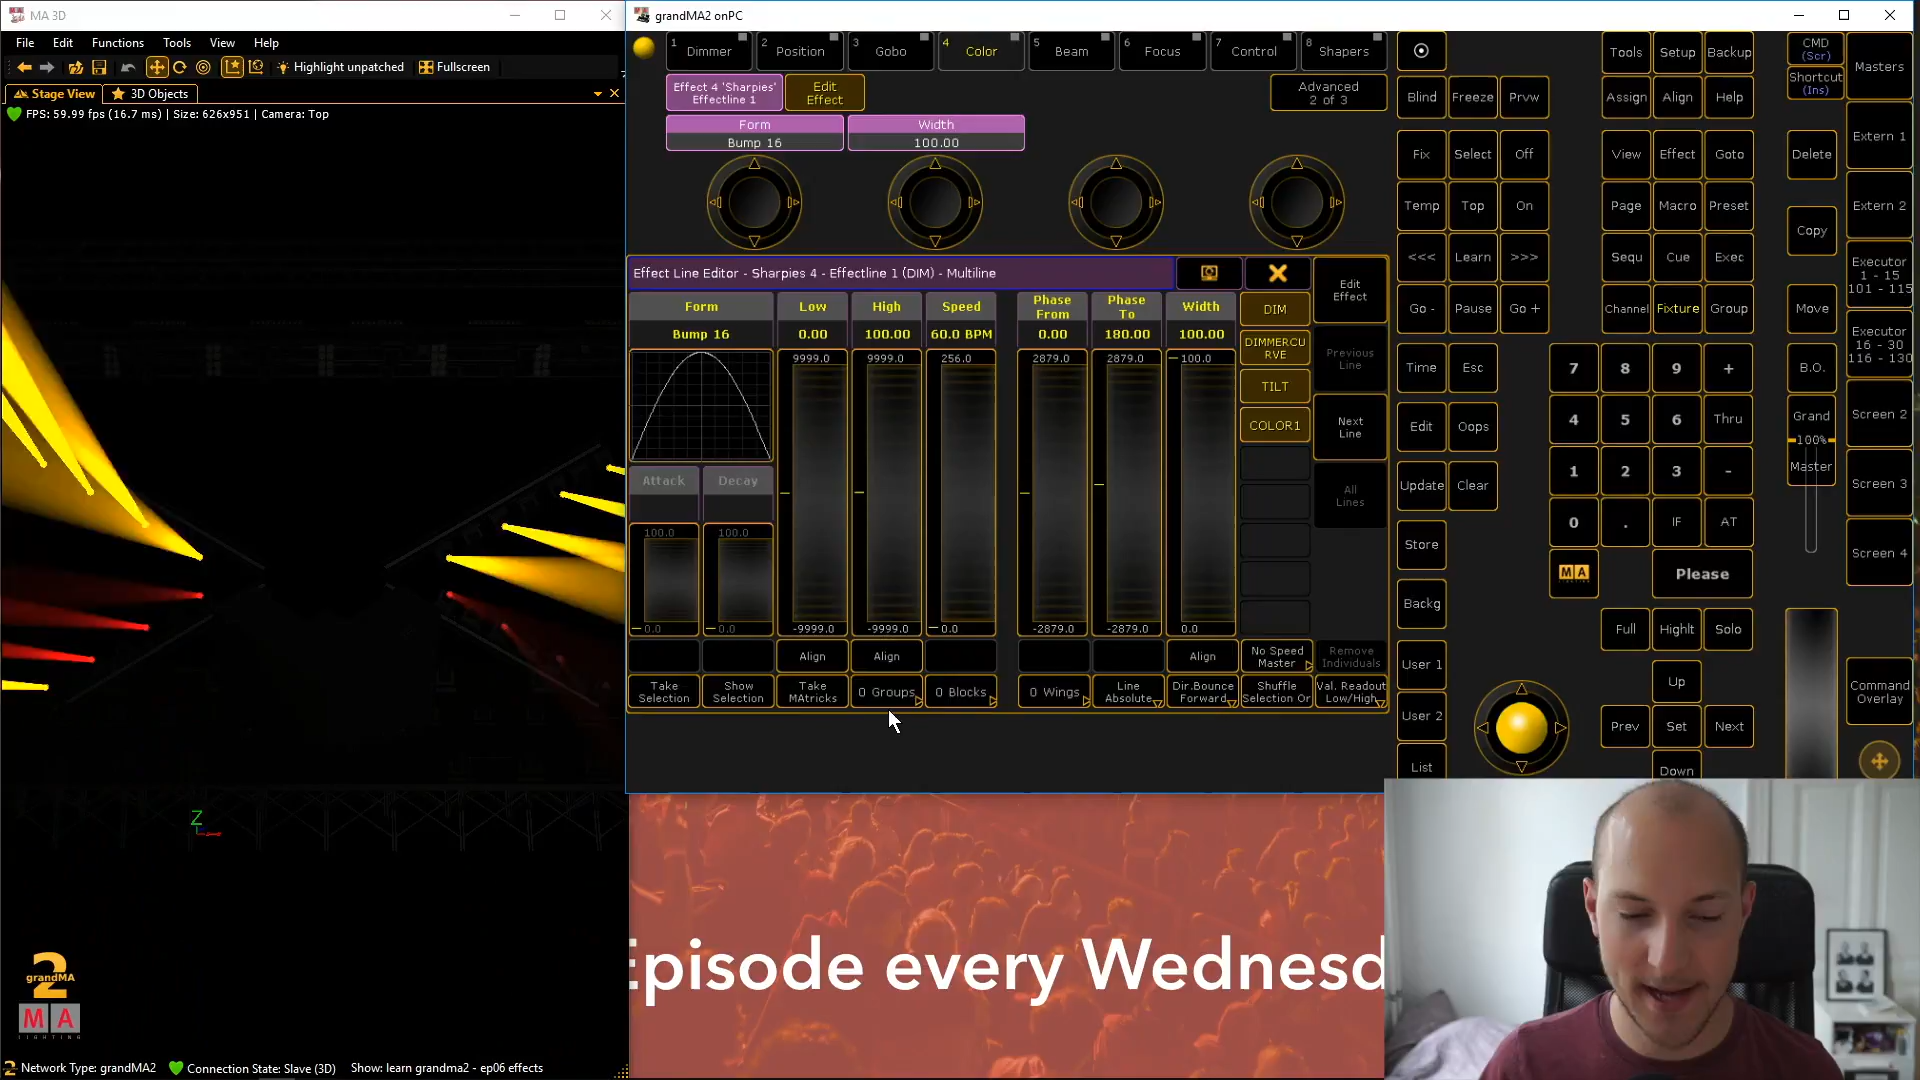 MA 3D
File Edit Functions Tools View Help
Highlight unpatched Fullscreen
Stage View 3D Objects
FPS: 59.99 fps (16.7 ms) | Size: 626x951 | Camera: Top
Z
2
grandMA
MA
LIGHTING
Network Type: grandMA2 Connection State: Slave (3D) Show: learn grandma2 - ep06 effects
grandMA2 onPC
1 Dimmer 2 Position 3 Gobo 4 Color 5 Beam 6 Focus 7 Control 8 Shapers
Effect 4 'Sharpies'
Effectline 1
Edit
Effect
Advanced
2 of 3
Form Width
Bump 16 100.00
Effect Line Editor - Sharpies 4 - Effectline 1 (DIM) - Multiline
Form Low High Speed Phase From Phase To Width
Bump 16 0.00 100.00 60.0 BPM 0.00 180.00 100.00
9999.0 9999.0 256.0 2879.0 2879.0 100.0
Attack Decay
100.0 100.0
0.0 0.0 -9999.0 -9999.0 0.0 -2879.0 -2879.0 0.0
DIM
DIMMERCU
RVE
TILT
COLOR1
Edit
Effect
Previous
Line
Next
Line
All
Lines
Align Align Align
No Speed
Master
Remove
Individuals
Take
Selection
Show
Selection
Take
MAtricks
0 Groups 0 Blocks 0 Wings
Line
Absolute
Dir.Bounce
Forward
Shuffle
Selection Or
Val. Readout
Low/High
Tools Setup Backup
Blind Freeze Prvw Assign Align Help
Fix Select Off View Effect Goto
Temp Top On Page Macro Preset
<<< Learn >>> Sequ Cue Exec
Go - Pause Go + Channel Fixture Group
Time Esc 7 8 9 +
Edit Oops 4 5 6 Thru
Update Clear 1 2 3 -
Store 0 . IF AT
MA Please
Backg
Full Highlt Solo
User 1 Up
User 2 Prev Set Next
List Down
CMD
(Scr)
Shortcut
(Ins)
Delete
Copy
Move
B.O.
Grand
100%
Master
Masters
Extern 1
Extern 2
Executor
1 - 15
101 - 115
Executor
16 - 30
116 - 130
Screen 2
Screen 3
Screen 4
Command
Overlay
Episode every Wednesd